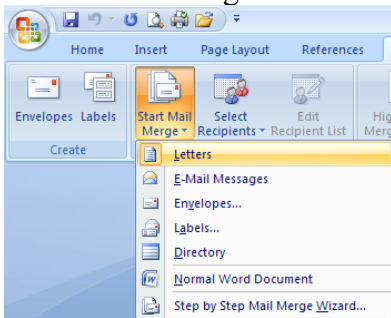 Home Insert Page Layout References
Envelopes Labels Start Mail Merge Select Recipients Edit Recipient List
Create
Letters
E-Mail Messages
Envelopes...
Labels...
Directory
Normal Word Document
Step by Step Mail Merge Wizard...